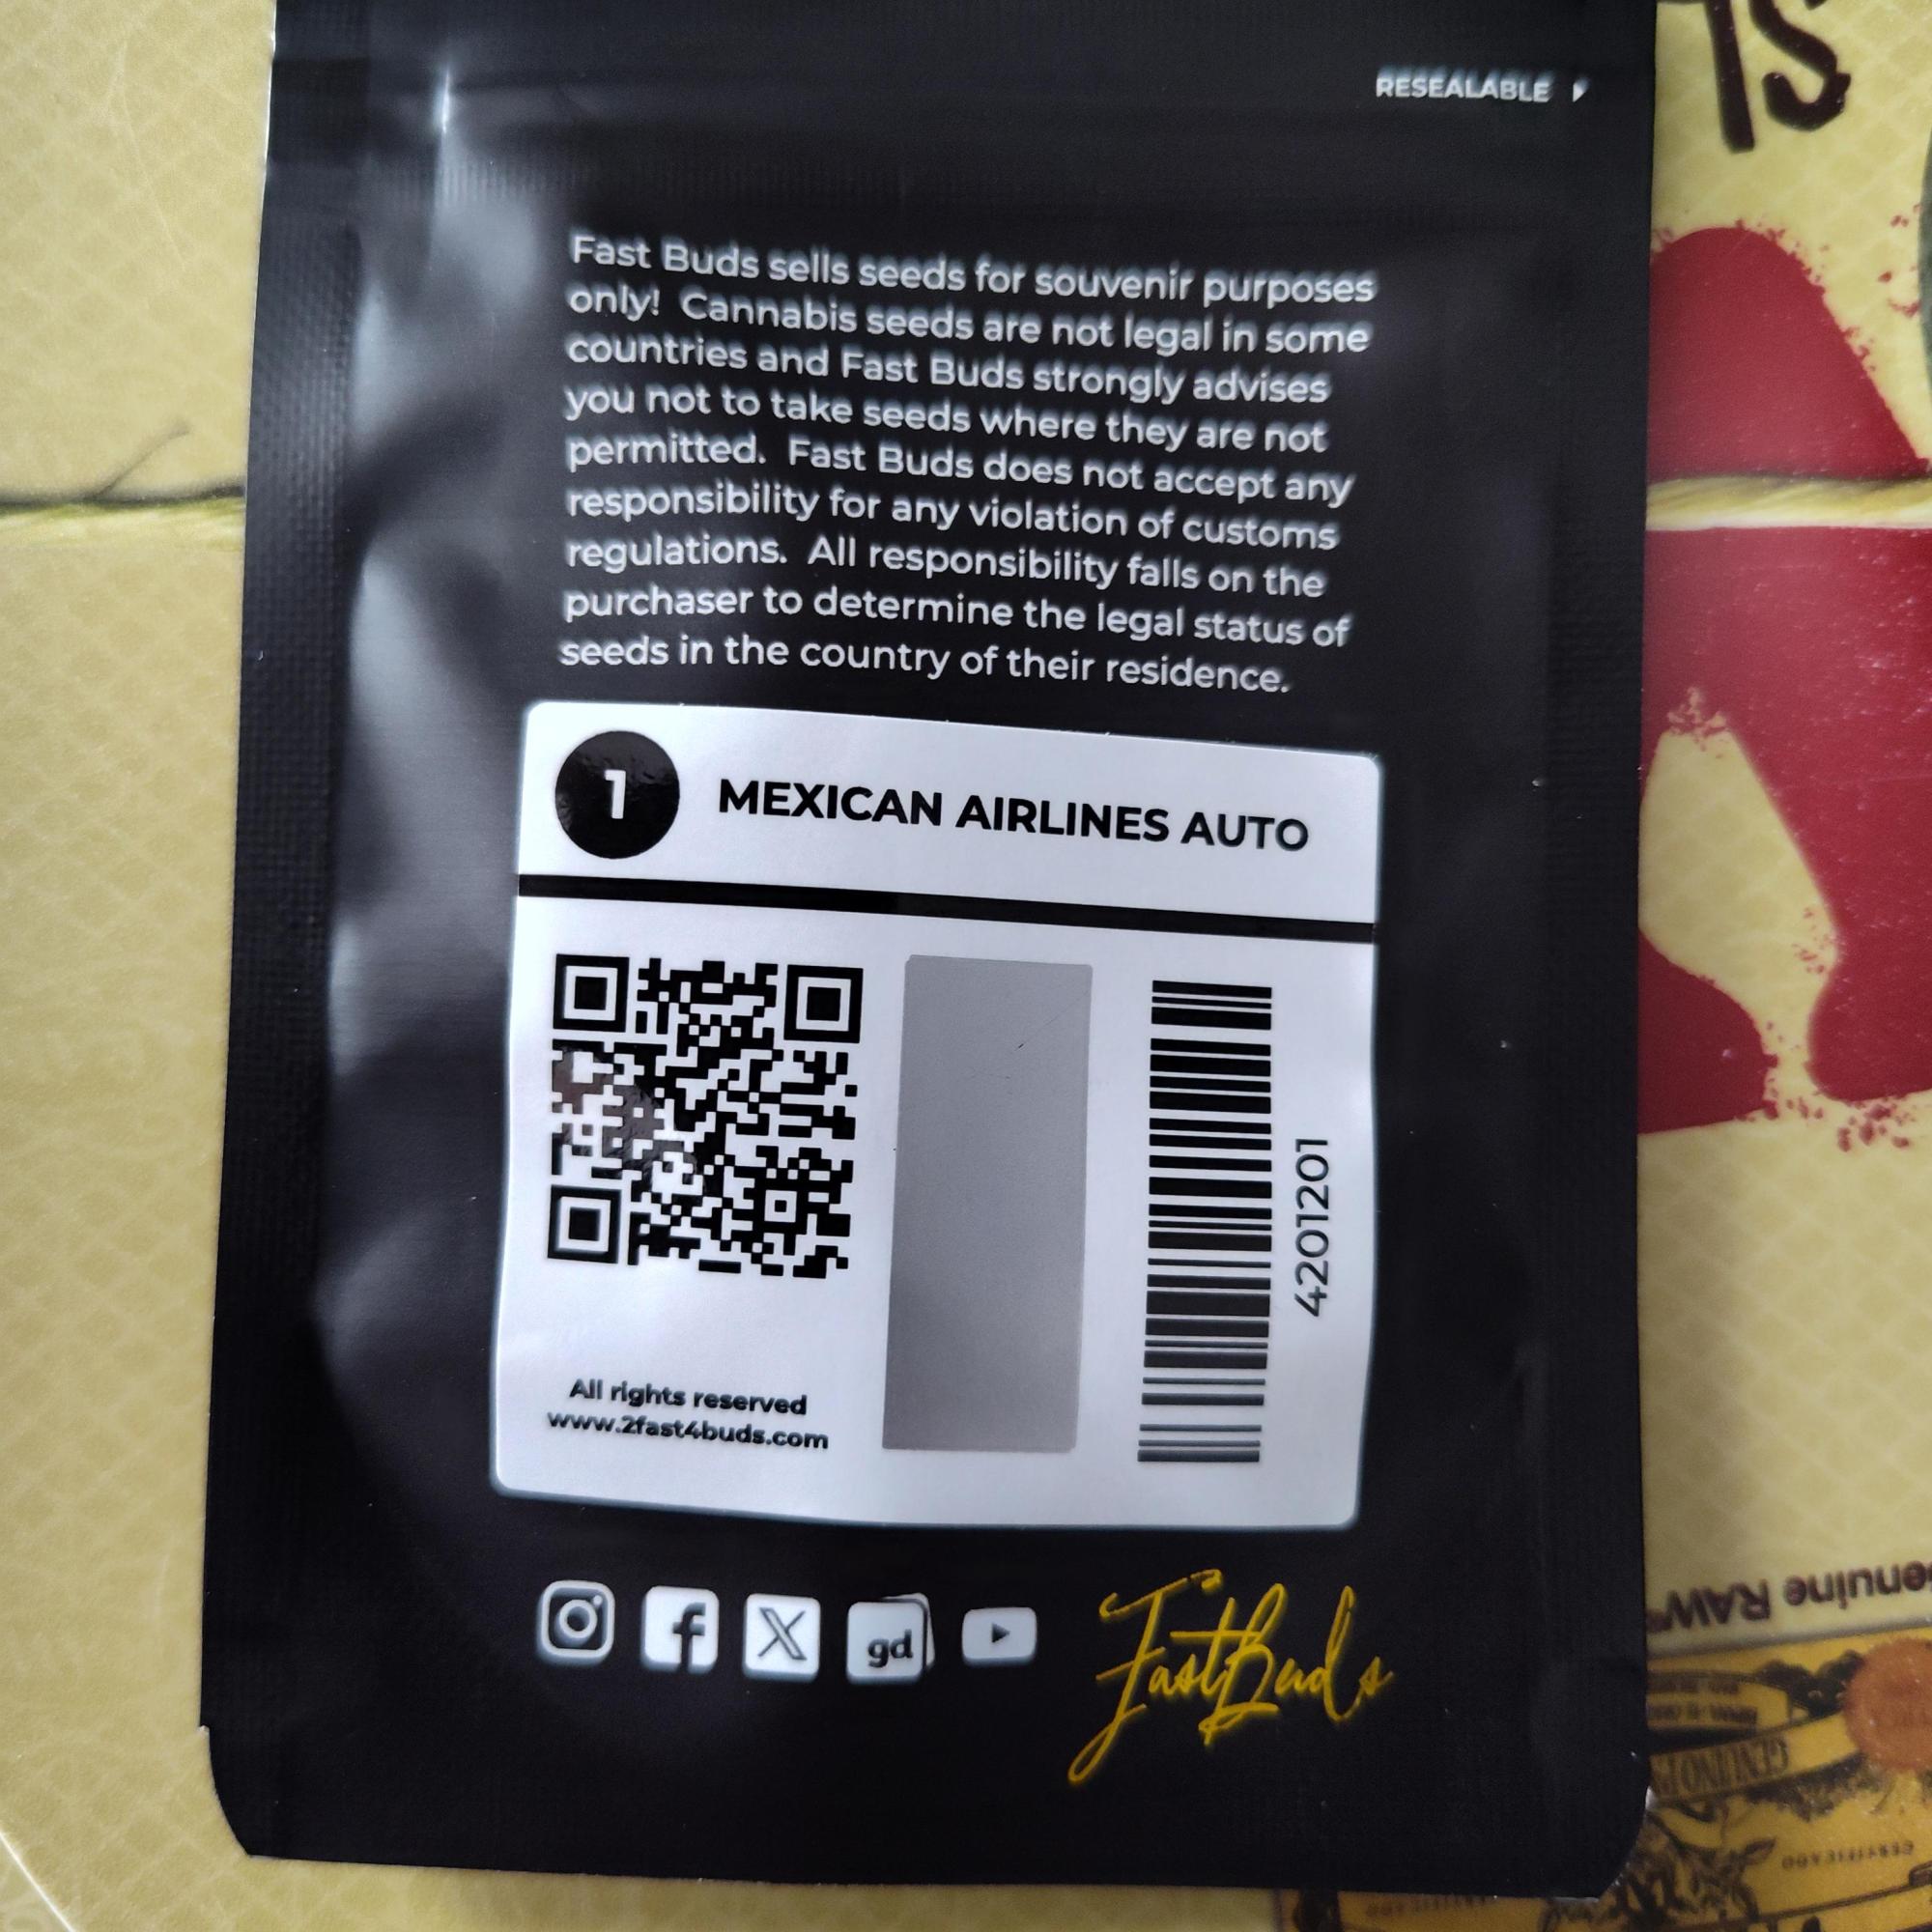 IS
RESEALABLE
Fast Buds sells seeds for souvenir purposes
only! Cannabis seeds are not legal in some
countries and Fast Buds strongly advises
you not to take seeds where they are not
permitted. Fast Buds does not accept any
responsibility for any violation of customs
regulations. All responsibility falls on the
purchaser to determine the legal status of
seeds in the country of their residence.
1 MEXICAN AIRLINES AUTO
4201201
All rights reserved
www.2fast4buds.com
gd
FastBuds
enuine RAW
GENUINO